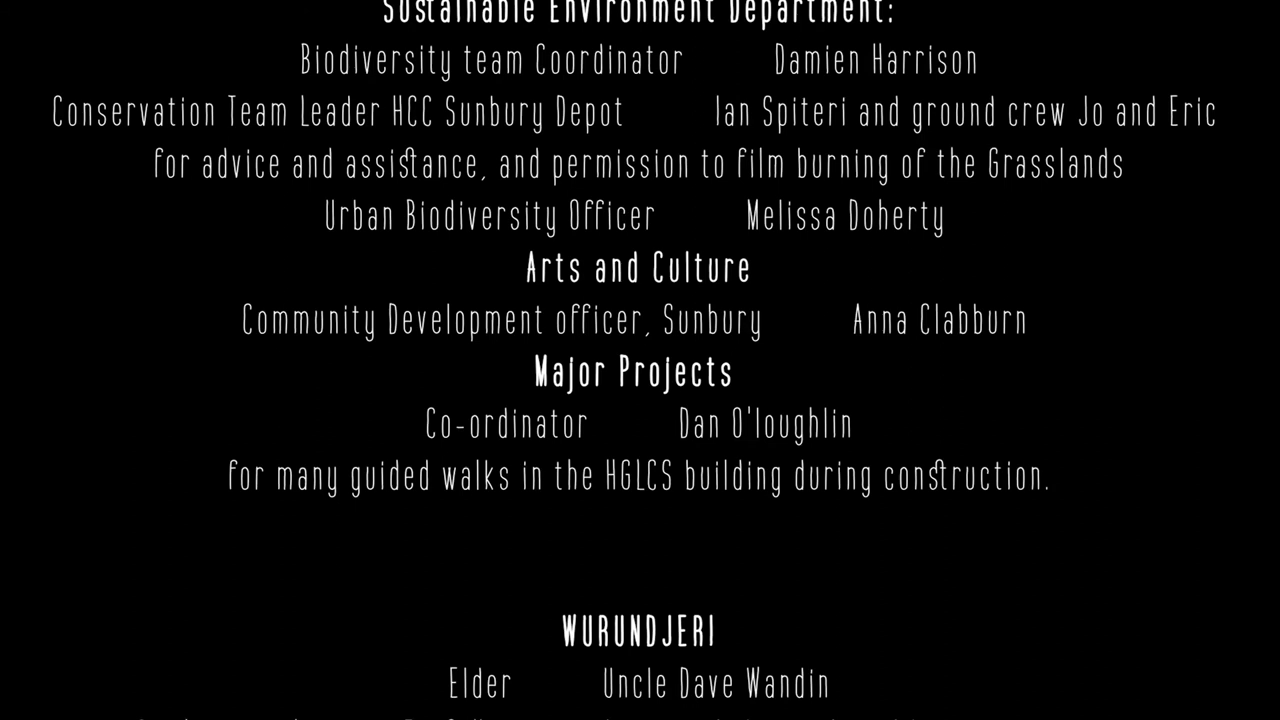 Sustainable Environment Department:
Biodiversity team Coordinator Damien Harrison
Conservation Team Leader HCC Sunbury Depot Ian Spiteri and ground crew Jo and Eric
for advice and assistance, and permission to film burning of the Grasslands
Urban Biodiversity Officer Melissa Doherty
Arts and Culture
Community Development officer, Sunbury Anna Clabburn
Major Projects
Co-ordinator Dan O'loughlin
for many guided walks in the HGLCS building during construction.
WURUNDJERI
Elder Uncle Dave Wandin